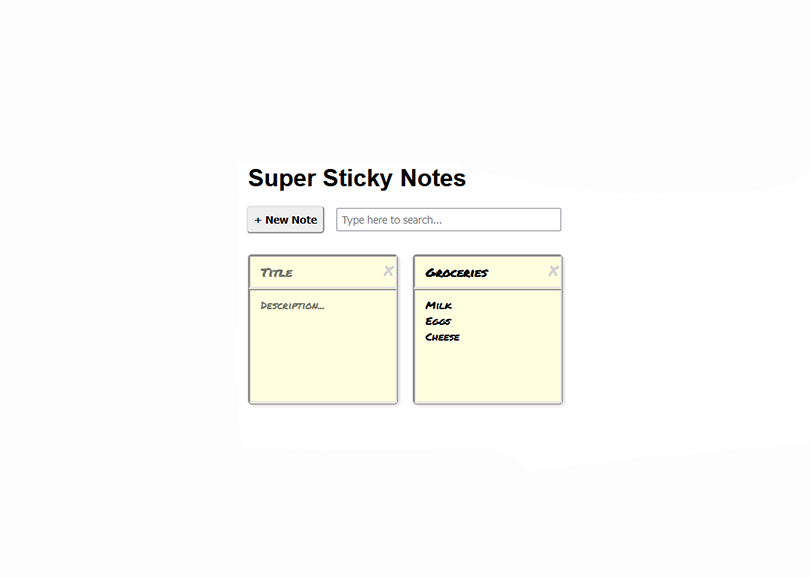 Super Sticky Notes
+ New Note
Type here to search...
Title
x
Groceries
x
Description...
Milk
Eggs
Cheese